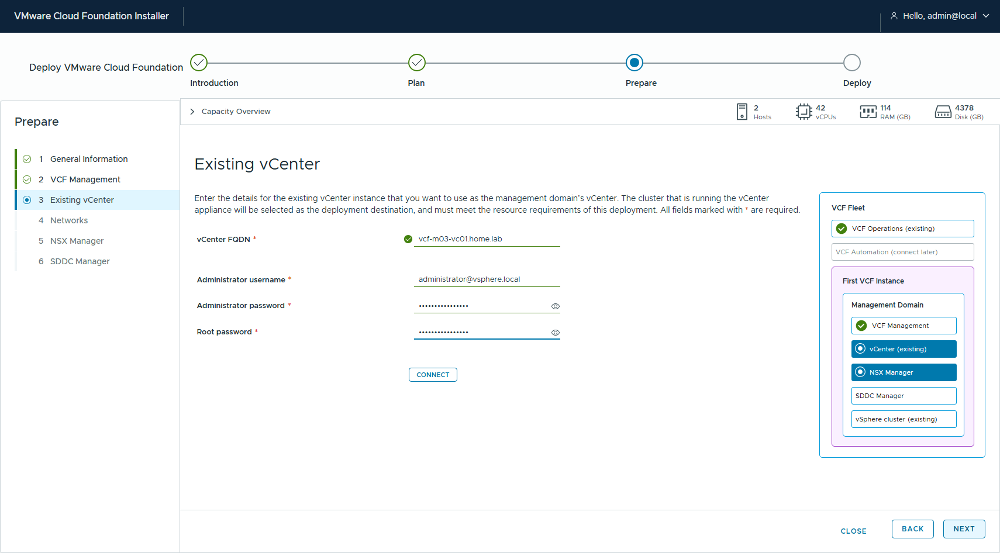 VMware Cloud Foundation Installer
Hello, admin@local
Deploy VMware Cloud Foundation
Introduction
Plan
Prepare
Deploy
Prepare
1 General Information
2 VCF Management
3 Existing vCenter
4 Networks
5 NSX Manager
6 SDDC Manager
Capacity Overview
2
Hosts
42
vCPUs
114
RAM (GB)
4378
Disk (GB)
Existing vCenter
Enter the details for the existing vCenter instance that you want to use as the management domain's vCenter. The cluster that is running the vCenter
appliance will be selected as the deployment destination, and must meet the resource requirements of this deployment. All fields marked with * are required.
vCenter FQDN *
vcf-m03-vc01.home.lab
Administrator username *
administrator@vsphere.local
Administrator password *
••••••••••••••••
Root password *
••••••••••••••••
CONNECT
VCF Fleet
VCF Operations (existing)
VCF Automation (connect later)
First VCF Instance
Management Domain
VCF Management
vCenter (existing)
NSX Manager
SDDC Manager
vSphere cluster (existing)
CLOSE
BACK
NEXT